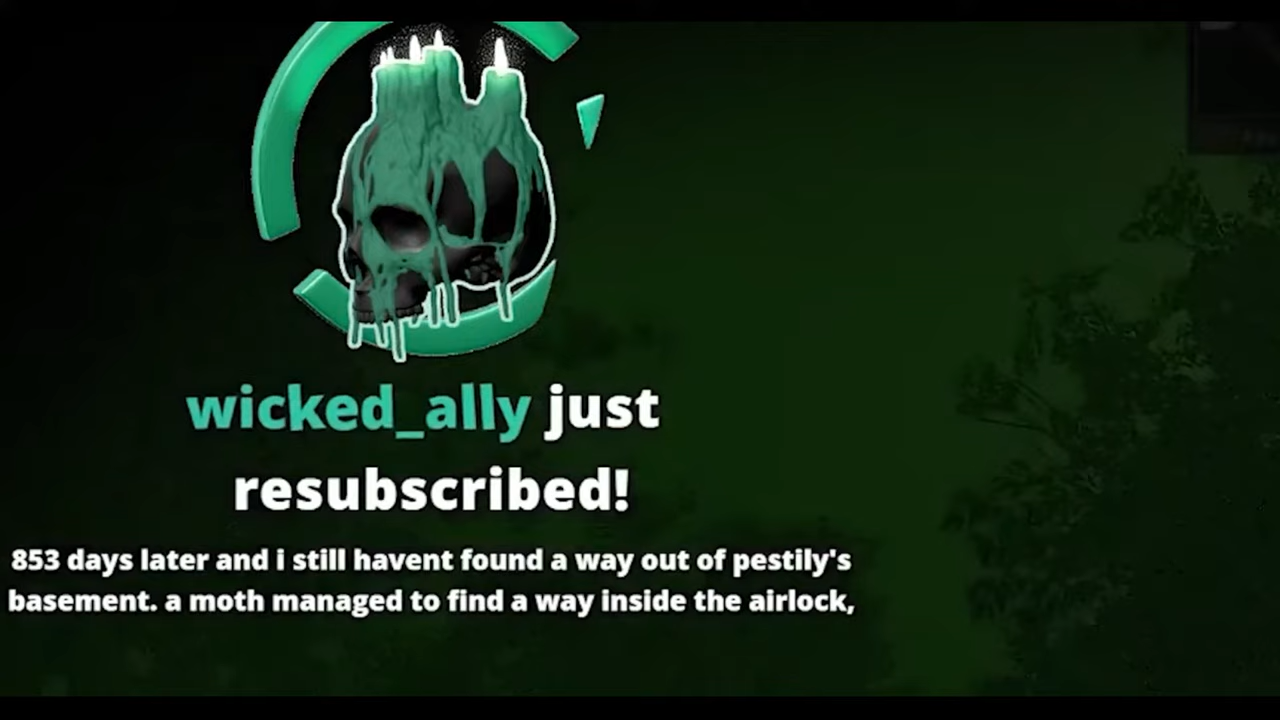 wicked_ally just
resubscribed!
853 days later and i still havent found a way out of pestily's
basement. a moth managed to find a way inside the airlock,